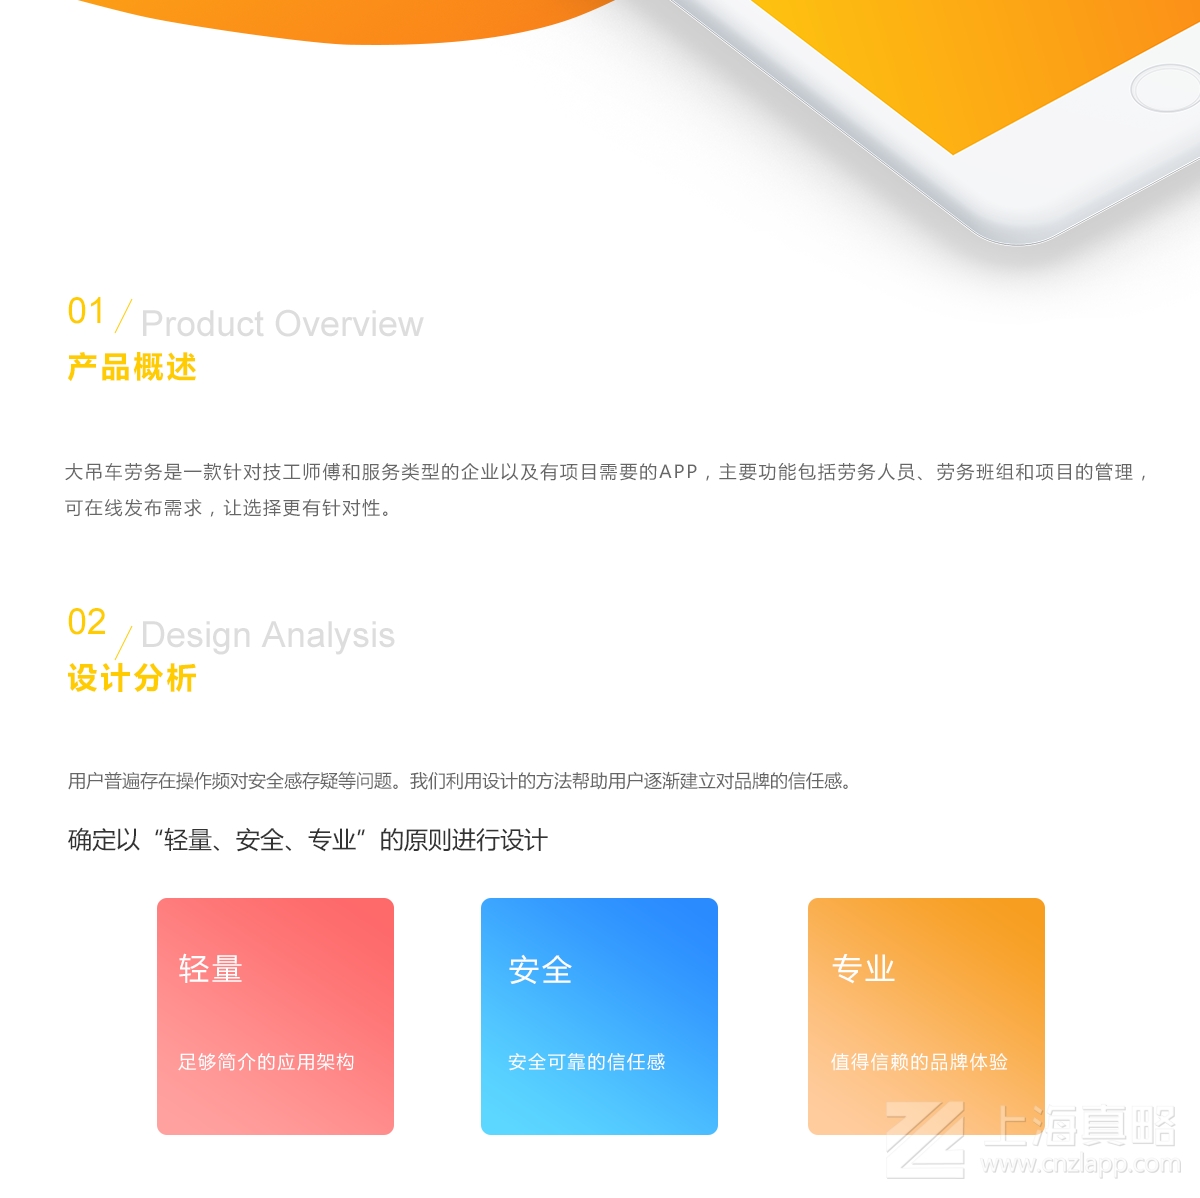 01 / Product Overview
产品概述
大吊车劳务是一款针对技工师傅和服务类型的企业以及有项目需要的APP，主要功能包括劳务人员、劳务班组和项目的管理，
可在线发布需求，让选择更有针对性。
02 / Design Analysis
设计分析
用户普遍存在操作频对安全感存疑等问题。我们利用设计的方法帮助用户逐渐建立对品牌的信任感。
确定以“轻量、安全、专业”的原则进行设计
轻量
足够简介的应用架构
安全
安全可靠的信任感
专业
值得信赖的品牌体验
上海真略
www.cnzlapp.com